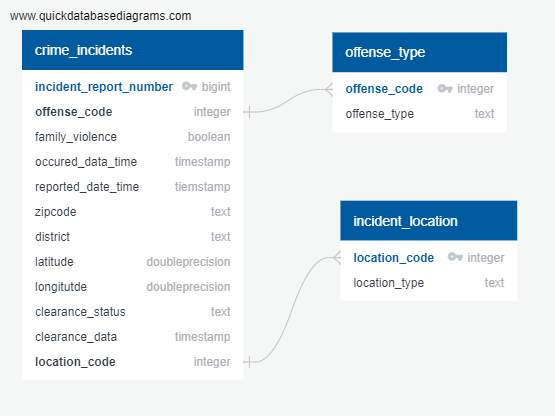 www.quickdatabasediagrams.com
crime_incidents
incident_report_number bigint
offense_code integer
family_violence boolean
occured_data_time timestamp
reported_date_time tiemstamp
zipcode text
district text
latitude doubleprecision
longitutde doubleprecision
clearance_status text
clearance_data timestamp
location_code integer
offense_type
offense_code integer
offense_type text
incident_location
location_code integer
location_type text